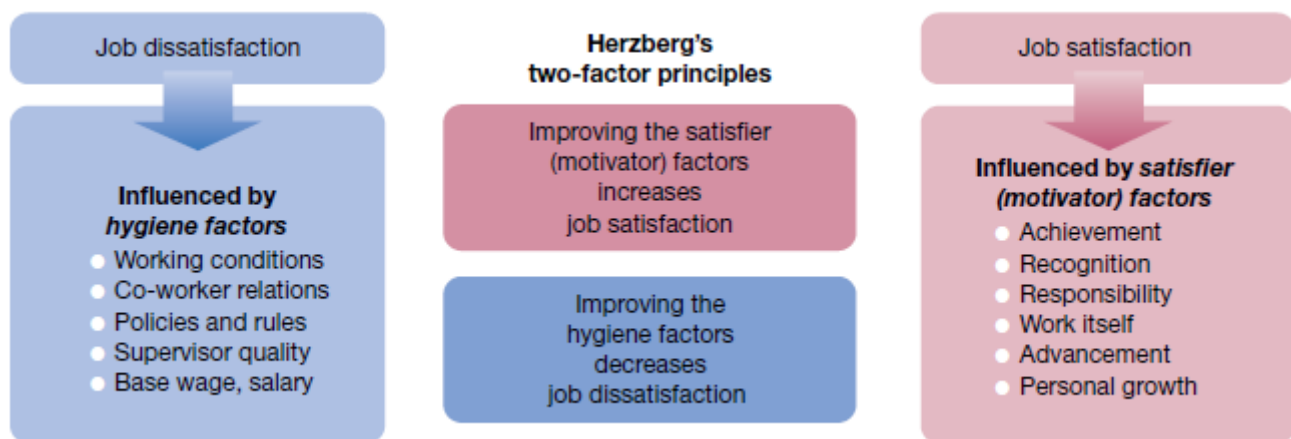 Job dissatisfaction
Influenced by
hygiene factors
● Working conditions
● Co-worker relations
● Policies and rules
● Supervisor quality
● Base wage, salary
Herzberg’s
two-factor principles
Improving the satisfier
(motivator) factors
increases
job satisfaction
Improving the
hygiene factors
decreases
job dissatisfaction
Job satisfaction
Influenced by satisfier
(motivator) factors
● Achievement
● Recognition
● Responsibility
● Work itself
● Advancement
● Personal growth